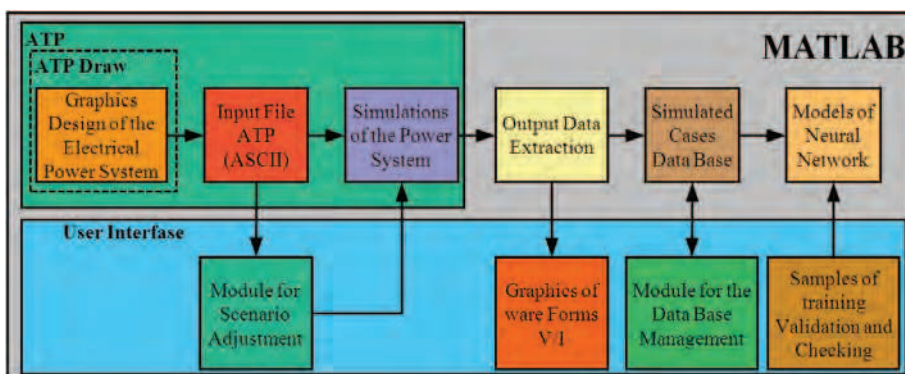 ATP
MATLAB
ATP Draw
Graphics
Design of the
Electrical
Power System
Input File
ATP
(ASCII)
Simulations
of the Power
System
Output Data
Extraction
Simulated
Cases
Data Base
Models of
Neural
Network
User Interfase
Module for
Scenario
Adjustment
Graphics of
ware Forms
V/I
Module for the
Data Base
Management
Samples of
training
Validation and
Checking